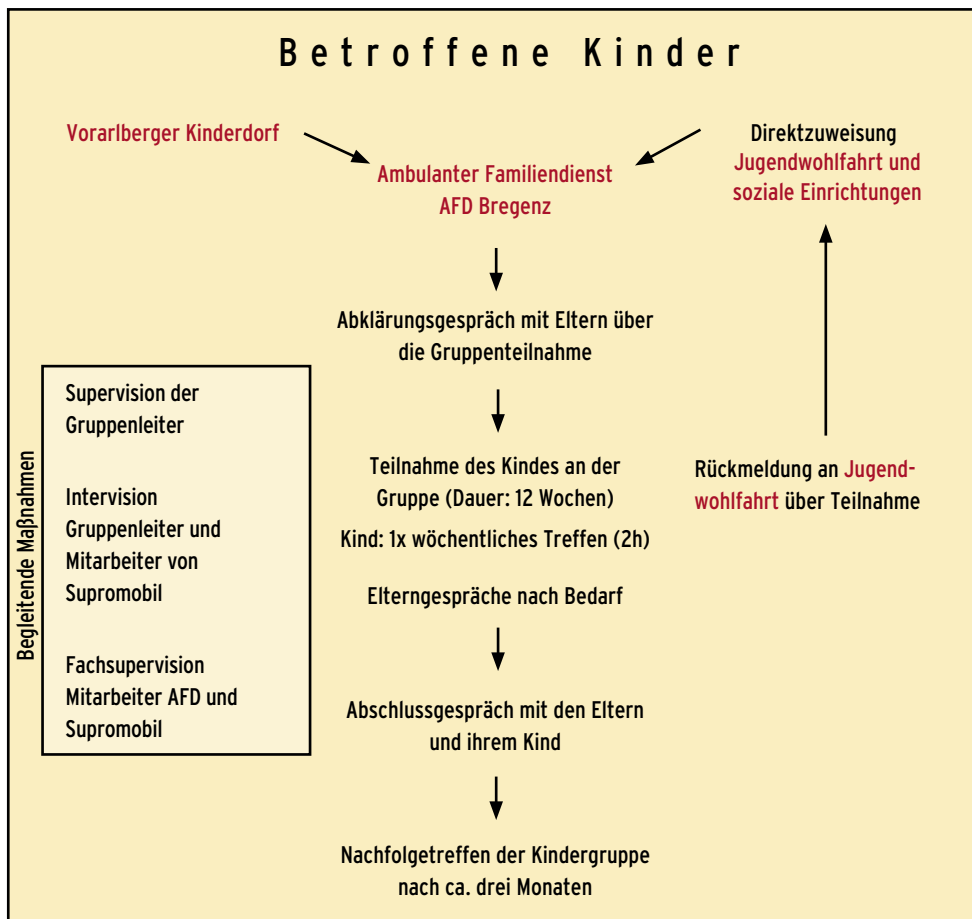 Betroffene Kinder
Vorarlberger Kinderdorf
Direktzuweisung
Jugendwohlfahrt und
soziale Einrichtungen
Ambulanter Familiendienst
AFD Bregenz
Abklärungsgespräch mit Eltern über
die Gruppenteilnahme
Begleitende Maßnahmen
Supervision der
Gruppenleiter
Intervision
Gruppenleiter und
Mitarbeiter von
Supromobil
Fachsupervision
Mitarbeiter AFD und
Supromobil
Teilnahme des Kindes an der
Gruppe (Dauer: 12 Wochen)
Kind: 1x wöchentliches Treffen (2h)
Elterngespräche nach Bedarf
Rückmeldung an Jugend-
wohlfahrt über Teilnahme
Abschlussgespräch mit den Eltern
und ihrem Kind
Nachfolgetreffen der Kindergruppe
nach ca. drei Monaten